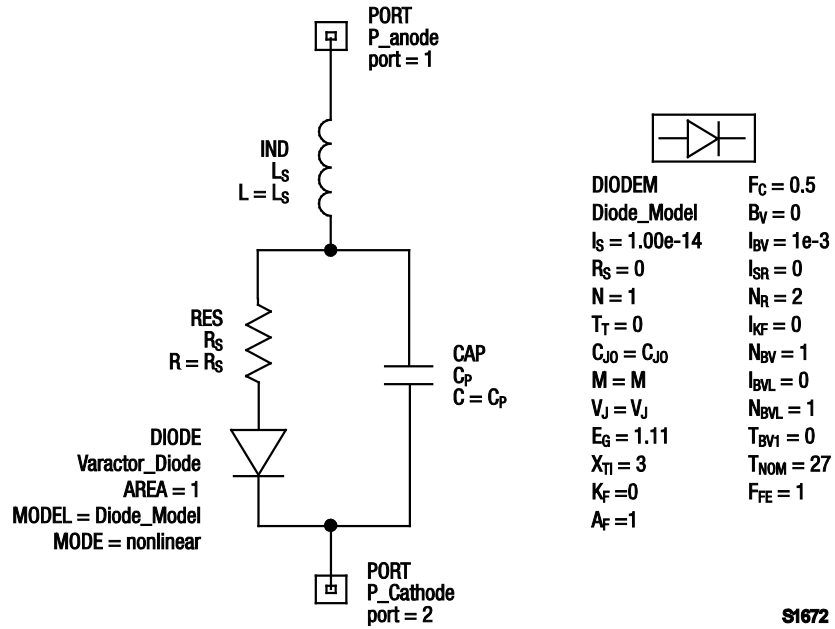 PORT
P_anode
port = 1
IND
LS
L = LS
RES
RS
R = RS
CAP
CP
C = CP
DIODE
Varactor_Diode
AREA = 1
MODEL = Diode_Model
MODE = nonlinear
PORT
P_Cathode
port = 2
DIODEM
Diode_Model
IS = 1.00e-14
RS = 0
N = 1
TT = 0
CJ0 = CJ0
M = M
VJ = VJ
EG = 1.11
XTI = 3
KF =0
AF =1
FC = 0.5
BV = 0
IBV = 1e-3
ISR = 0
NR = 2
IKF = 0
NBV = 1
IBVL = 0
NBVL = 1
TBV1 = 0
TNOM = 27
FFE = 1
S1672